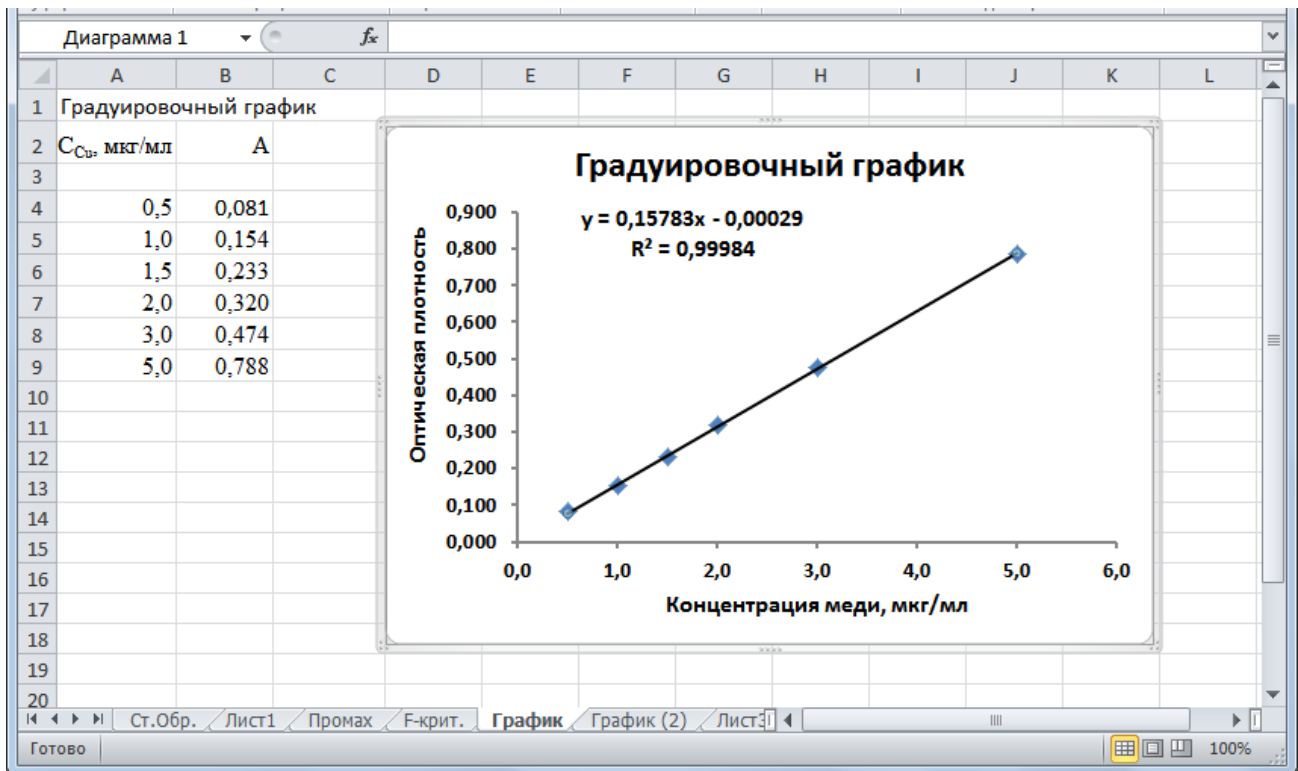 Диаграмма 1 fx
A B C D E F G H I J K L
1 Градуировочный график
2 CCu, мкг/мл A
3
4 0,5 0,081
5 1,0 0,154
6 1,5 0,233
7 2,0 0,320
8 3,0 0,474
9 5,0 0,788
10
11
12
13
14
15
16
17
18
19
20
Градуировочный график
y = 0,15783x - 0,00029
R² = 0,99984
Оптическая плотность
0,900
0,800
0,700
0,600
0,500
0,400
0,300
0,200
0,100
0,000
0,0 1,0 2,0 3,0 4,0 5,0 6,0
Концентрация меди, мкг/мл
Ст.Обр. Лист1 Промах F-крит. График График (2) Лист3
Готово 100%